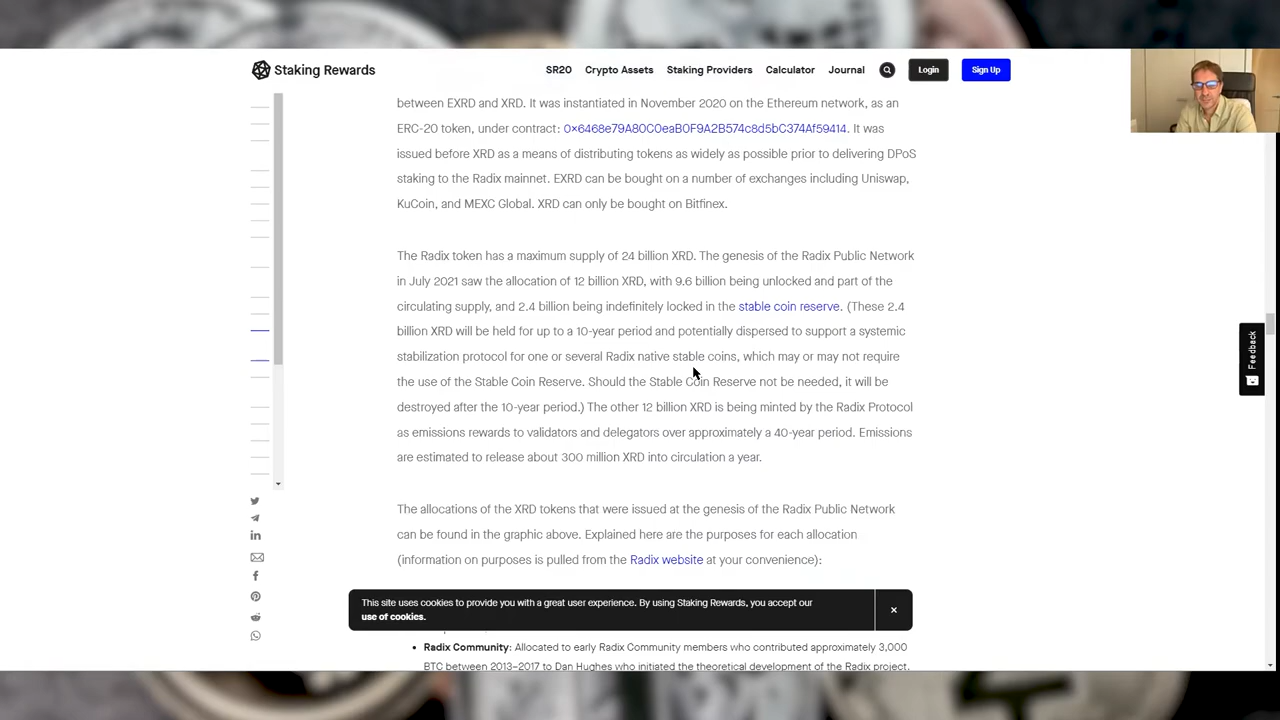 Staking Rewards
SR20 Crypto Assets Staking Providers Calculator Journal Login Sign Up
between EXRD and XRD. It was instantiated in November 2020 on the Ethereum network, as an
ERC-20 token, under contract: 0x6468e79A80C0eaB0F9A2B574c8d5bC374Af59414. It was
issued before XRD as a means of distributing tokens as widely as possible prior to delivering DPoS
staking to the Radix mainnet. EXRD can be bought on a number of exchanges including Uniswap,
KuCoin, and MEXC Global. XRD can only be bought on Bitfinex.
The Radix token has a maximum supply of 24 billion XRD. The genesis of the Radix Public Network
in July 2021 saw the allocation of 12 billion XRD, with 9.6 billion being unlocked and part of the
circulating supply, and 2.4 billion being indefinitely locked in the stable coin reserve. (These 2.4
billion XRD will be held for up to a 10-year period and potentially dispersed to support a systemic
stabilization protocol for one or several Radix native stable coins, which may or may not require
the use of the Stable Coin Reserve. Should the Stable Coin Reserve not be needed, it will be
destroyed after the 10-year period.) The other 12 billion XRD is being minted by the Radix Protocol
as emissions rewards to validators and delegators over approximately a 40-year period. Emissions
are estimated to release about 300 million XRD into circulation a year.
The allocations of the XRD tokens that were issued at the genesis of the Radix Public Network
can be found in the graphic above. Explained here are the purposes for each allocation
(information on purposes is pulled from the Radix website at your convenience):
This site uses cookies to provide you with a great user experience. By using Staking Rewards, you accept our
use of cookies.
Radix Community: Allocated to early Radix Community members who contributed approximately 3,000
BTC between 2013-2017 to Dan Hughes who initiated the theoretical development of the Radix project.
Feedback